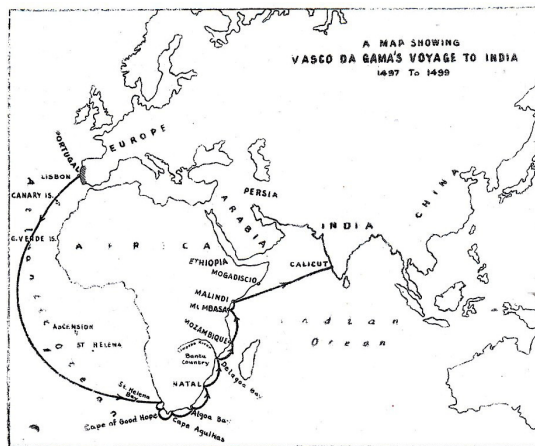 A MAP SHOWING
VASCO DA GAMA'S VOYAGE TO INDIA
1497 To 1499
EUROPE
PORTUGAL
LISBON
CANARY IS.
C. VERDE IS.
Atlantic Ocean
AFRICA
ARABIA
PERSIA
INDIA
CHINA
ETHIOPIA
MOGADISCIO
CALICUT
MALINDI
MOMBASA
MOZAMBIQUE
Indian
Ocean
ASCENSION
ST HELENA
Bantu
Country
Delagoa Bay
NATAL
St. Helena
Bay
Algoa Bay
Cape of Good Hope
Cape Agulhas